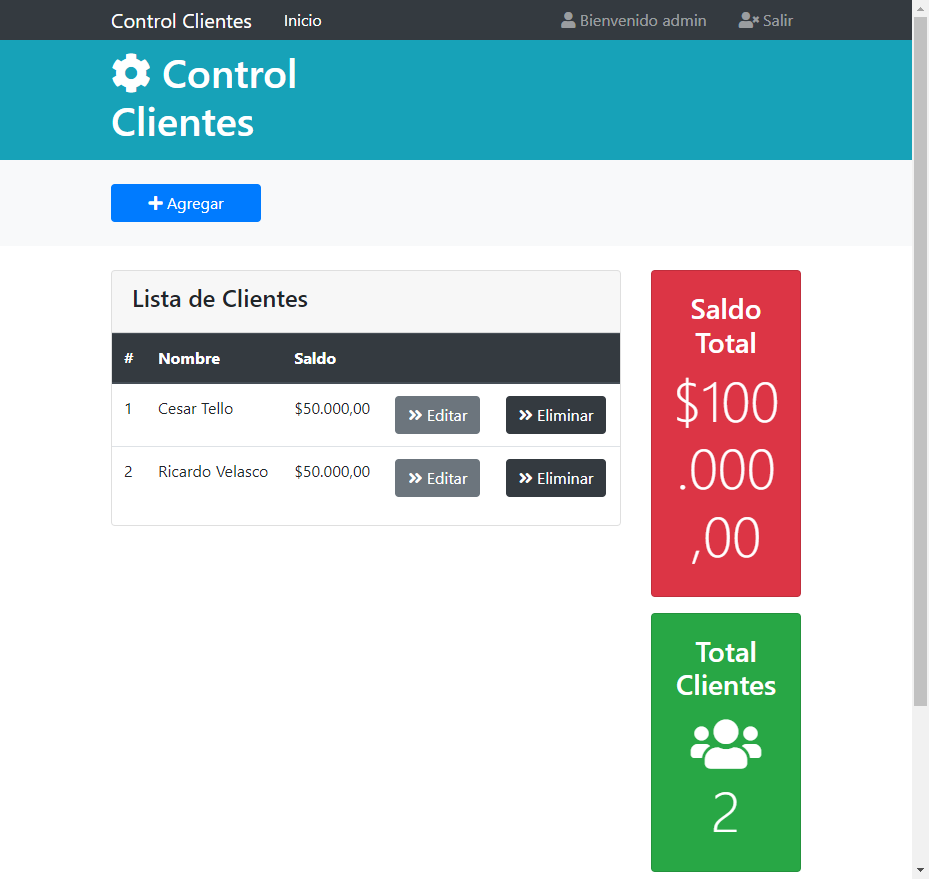 Control Clientes Inicio Bienvenido admin Salir
Control
Clientes
Agregar
Lista de Clientes
# Nombre Saldo
1 Cesar Tello $50.000,00 Editar Eliminar
2 Ricardo Velasco $50.000,00 Editar Eliminar
Saldo
Total
$100
.000
,00
Total
Clientes
2